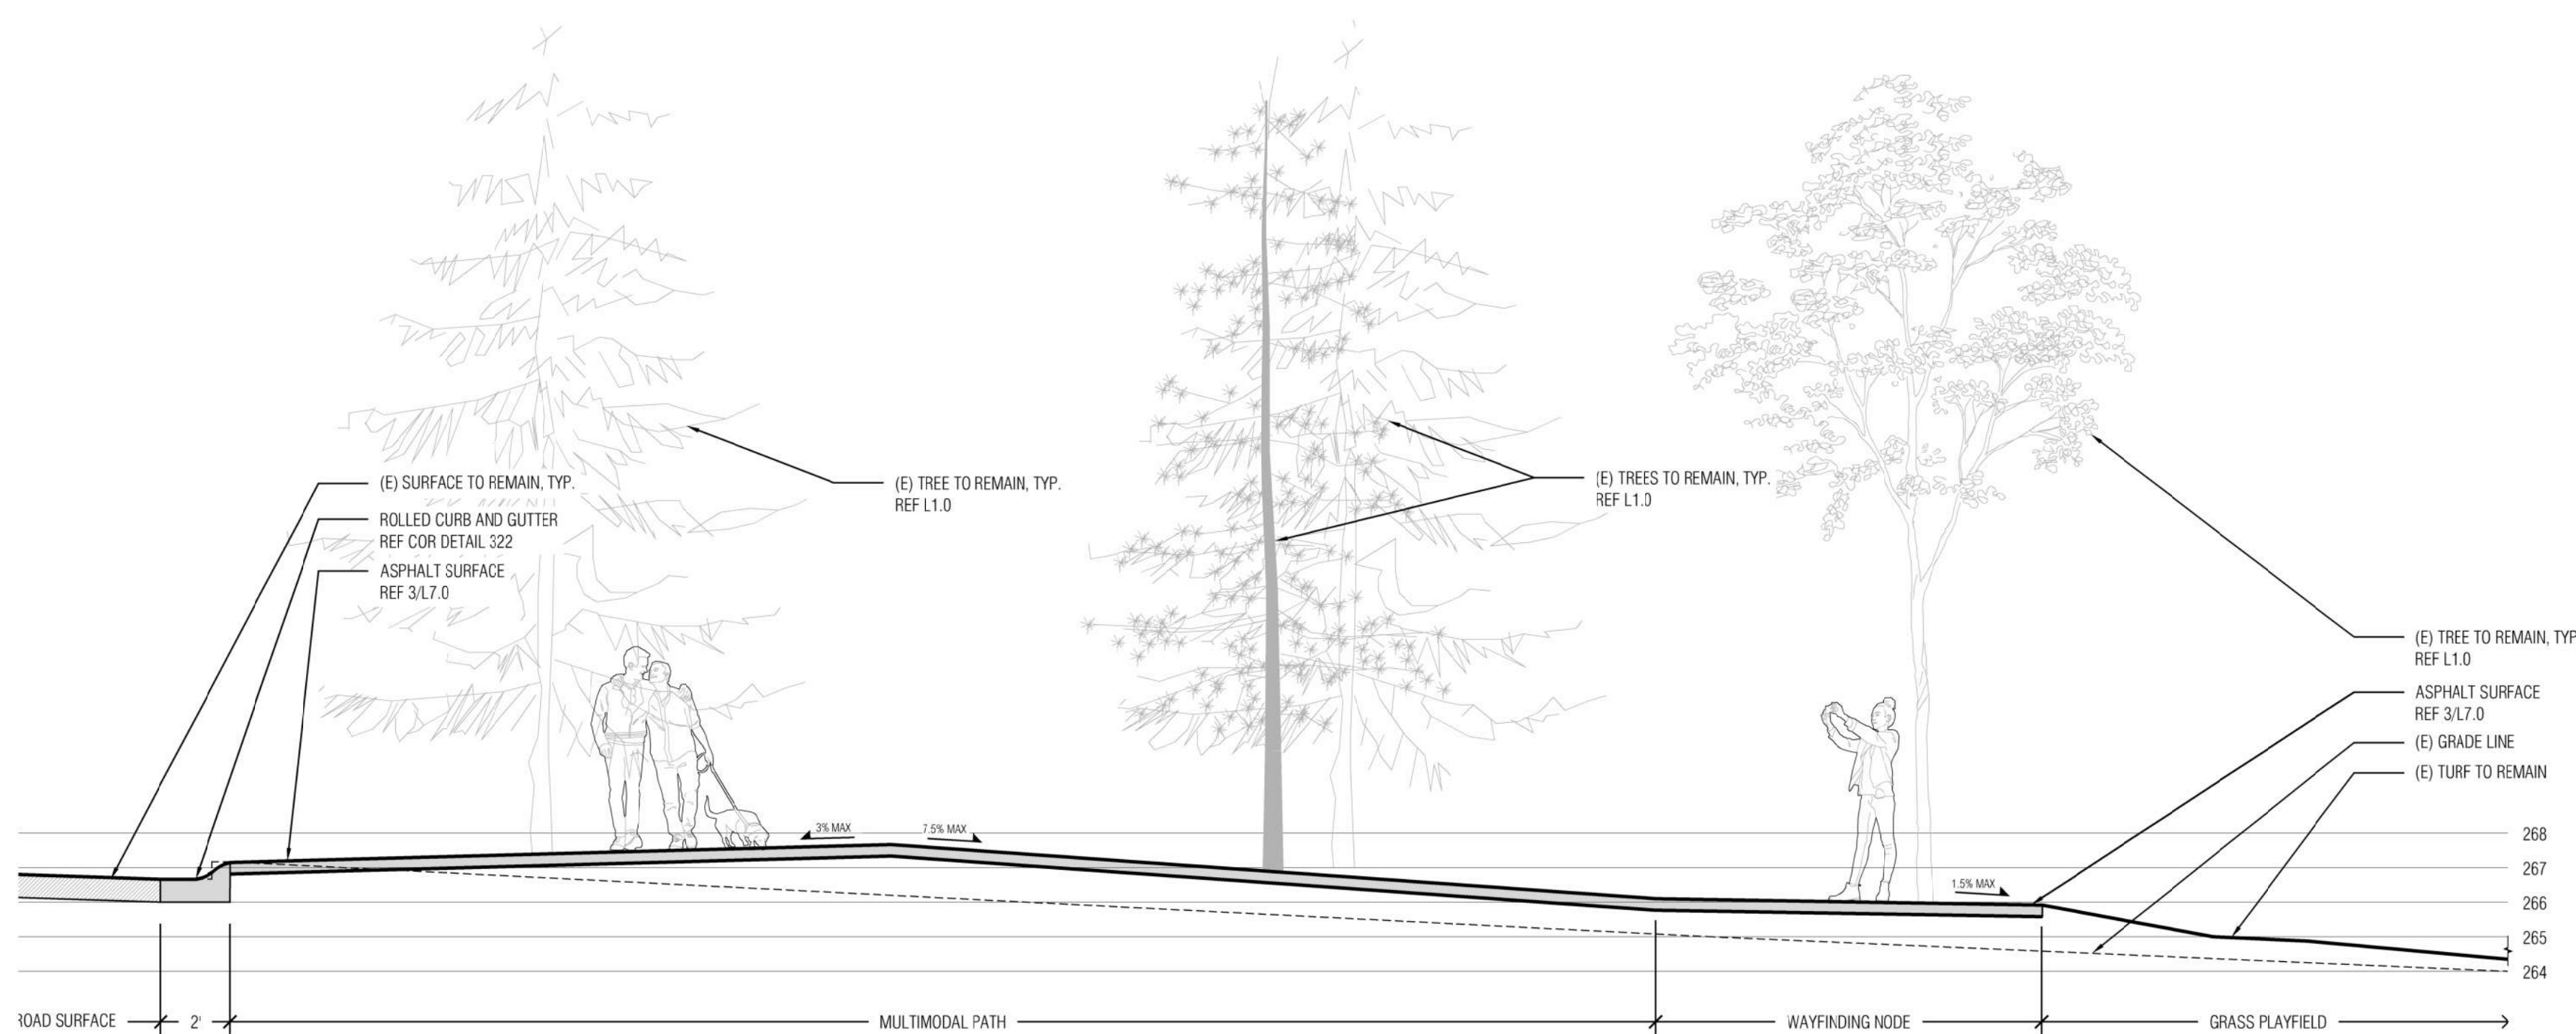 (E) SURFACE TO REMAIN, TYP.
ROLLED CURB AND GUTTER
REF COR DETAIL 322
ASPHALT SURFACE
REF 3/L7.0
(E) TREE TO REMAIN, TYP.
REF L1.0
(E) TREES TO REMAIN, TYP.
REF L1.0
(E) TREE TO REMAIN, TYP
REF L1.0
ASPHALT SURFACE
REF 3/L7.0
(E) GRADE LINE
(E) TURF TO REMAIN
3% MAX
7.5% MAX
1.5% MAX
268
267
266
265
264
ROAD SURFACE
2'
MULTIMODAL PATH
WAYFINDING NODE
GRASS PLAYFIELD